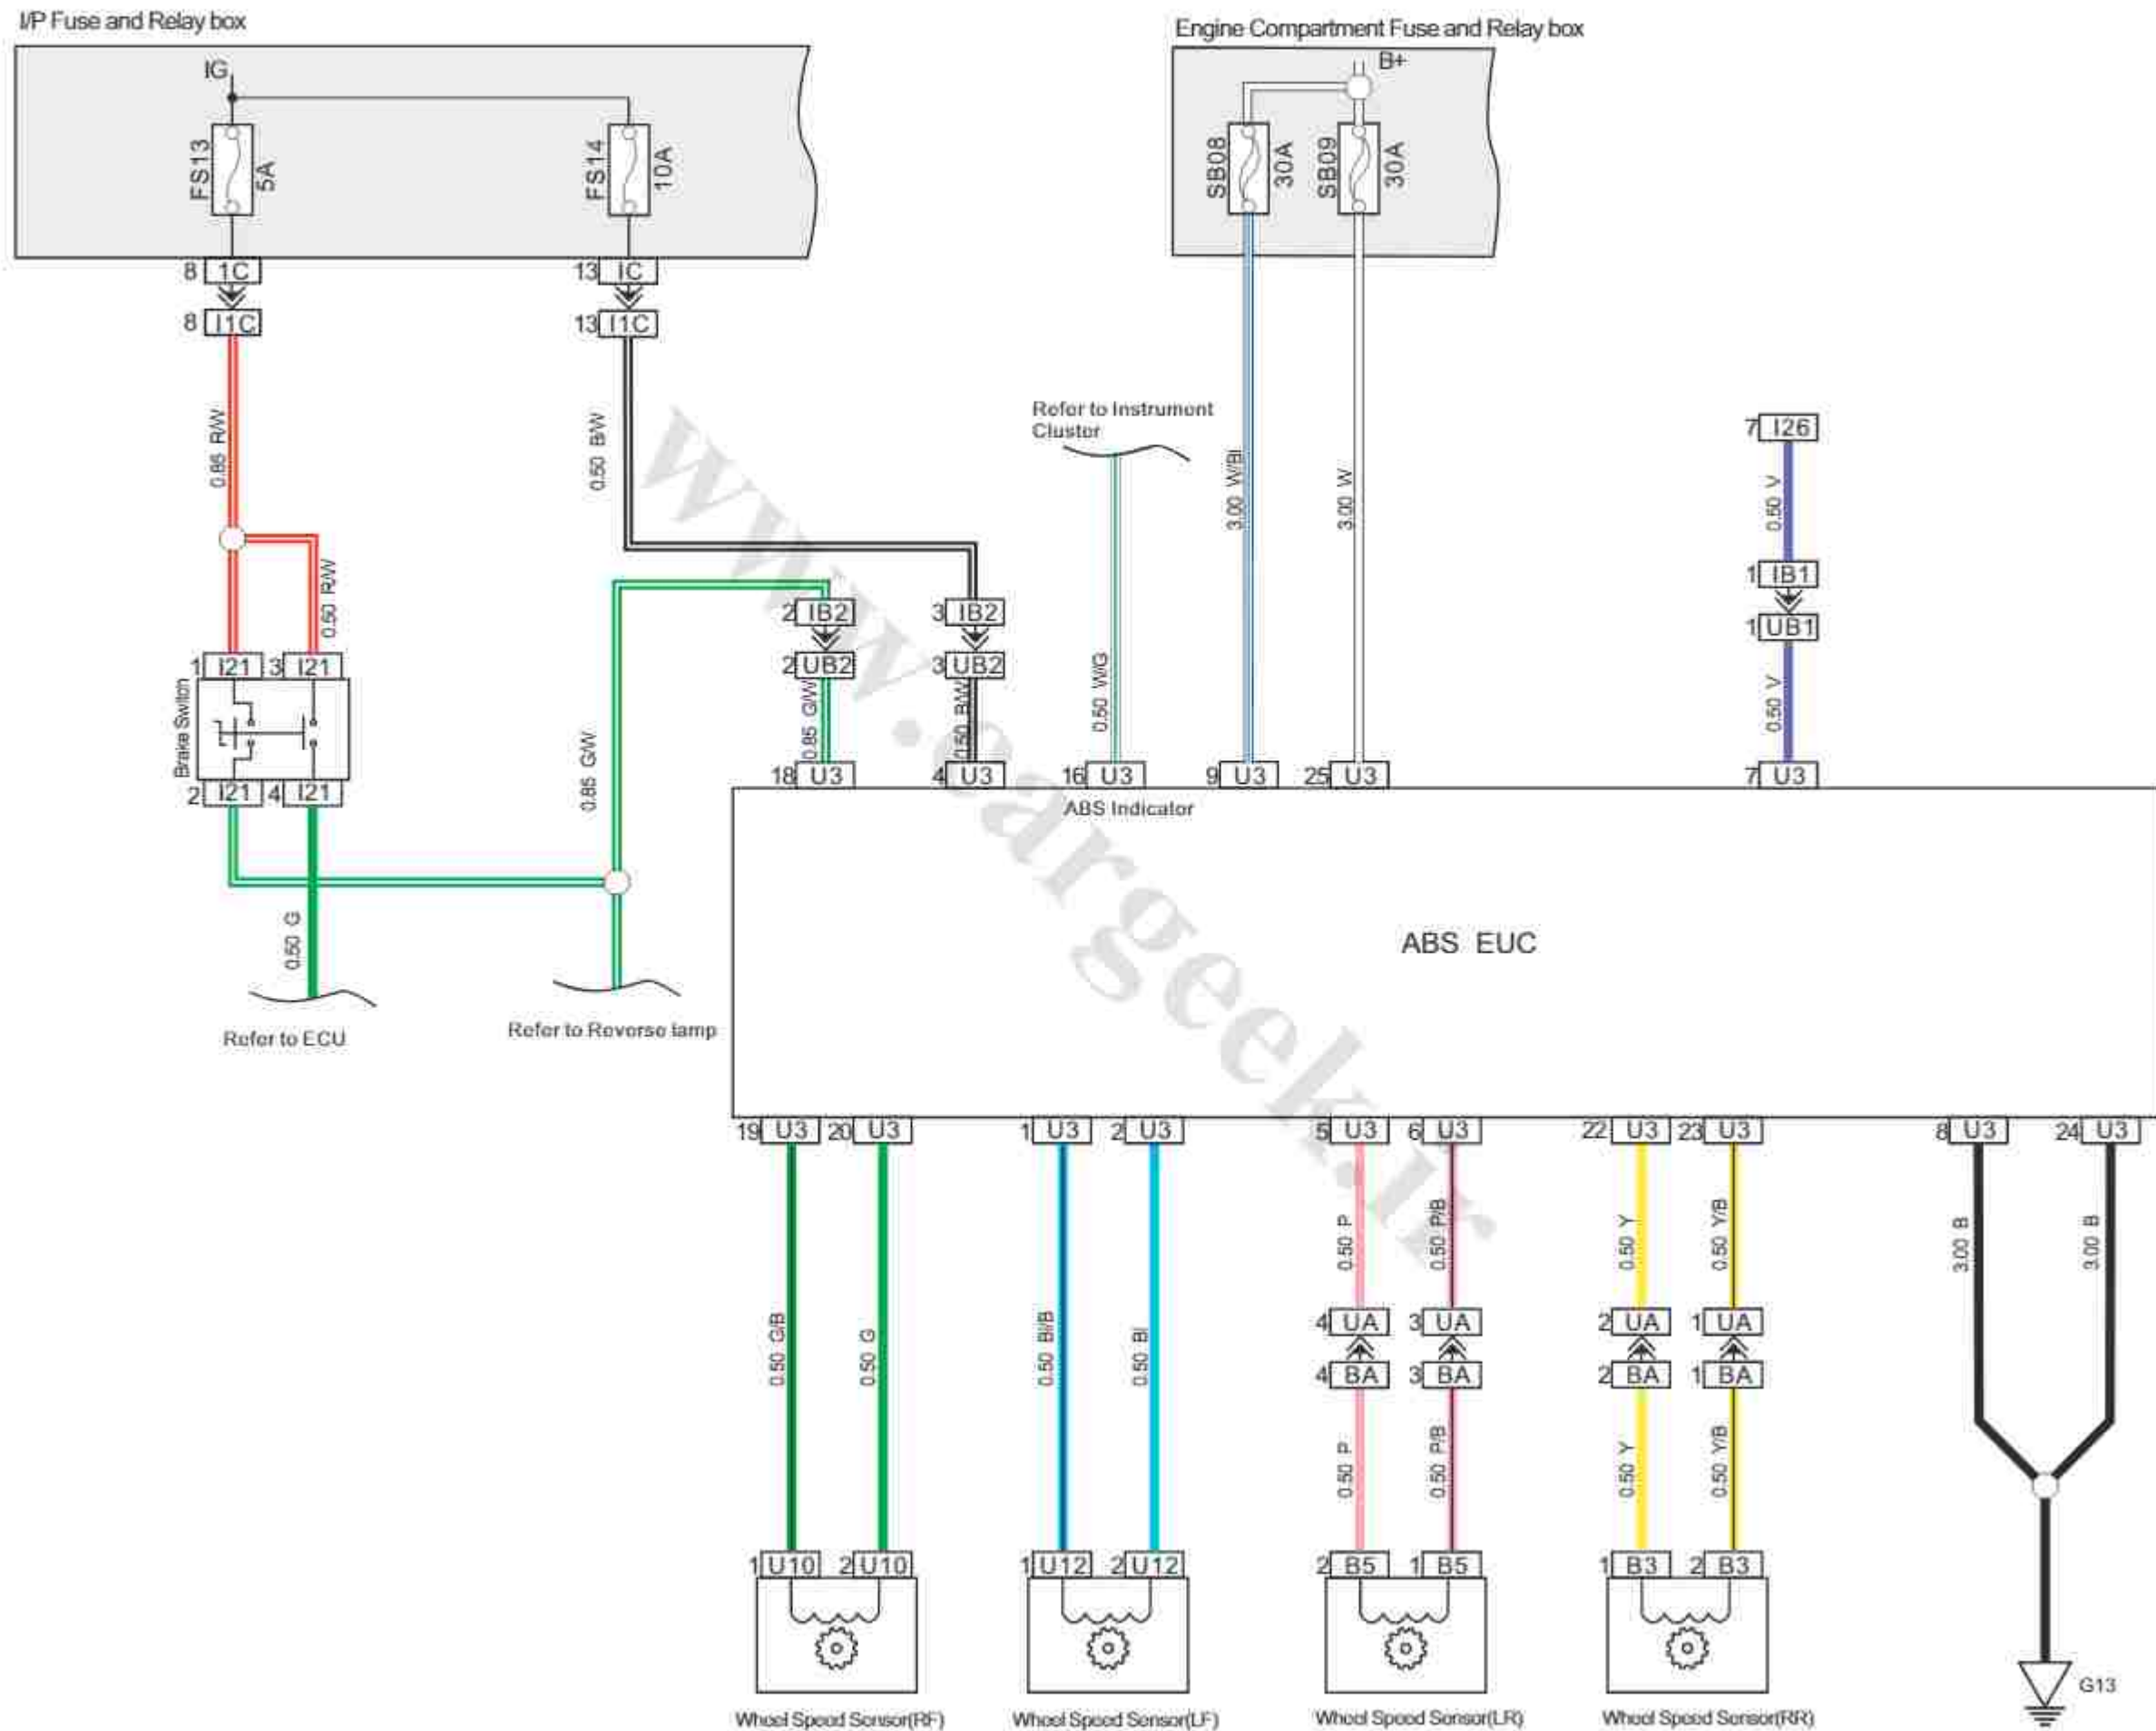 I/P Fuse and Relay box
Engine Compartment Fuse and Relay box
IG
B+
FS13
5A
FS14
10A
SB08
30A
SB09
30A
8 1C
13 IC
8 I1C
13 I1C
0.85 R/W
0.50 B/W
Refer to Instrument
Cluster
3.00 W/Bl
3.00 W
7 I26
0.50 V
0.50 R/W
1 IB1
1 UB1
2 IB2
3 IB2
2 UB2
3 UB2
1 I21
3 I21
Brake Switch
2 I21
4 I21
0.85 G/W
0.85 G/W
0.50 B/W
0.50 W/G
0.50 V
18 U3
4 U3
16 U3
9 U3
25 U3
7 U3
ABS Indicator
ABS EUC
0.50 G
Refer to ECU
Refer to Reverse lamp
19 U3
20 U3
1 U3
2 U3
5 U3
6 U3
22 U3
23 U3
8 U3
24 U3
0.50 G/B
0.50 G
0.50 Bl/B
0.50 Bl
0.50 P
0.50 P/B
0.50 Y
0.50 Y/B
3.00 B
3.00 B
4 UA
3 UA
2 UA
1 UA
4 BA
3 BA
2 BA
1 BA
0.50 P
0.50 P/B
0.50 Y
0.50 Y/B
1 U10
2 U10
1 U12
2 U12
2 B5
1 B5
1 B3
2 B3
G13
Wheel Speed Sensor(RF)
Wheel Speed Sensor(LF)
Wheel Speed Sensor(LR)
Wheel Speed Sensor(RR)
www.cargeek.ir